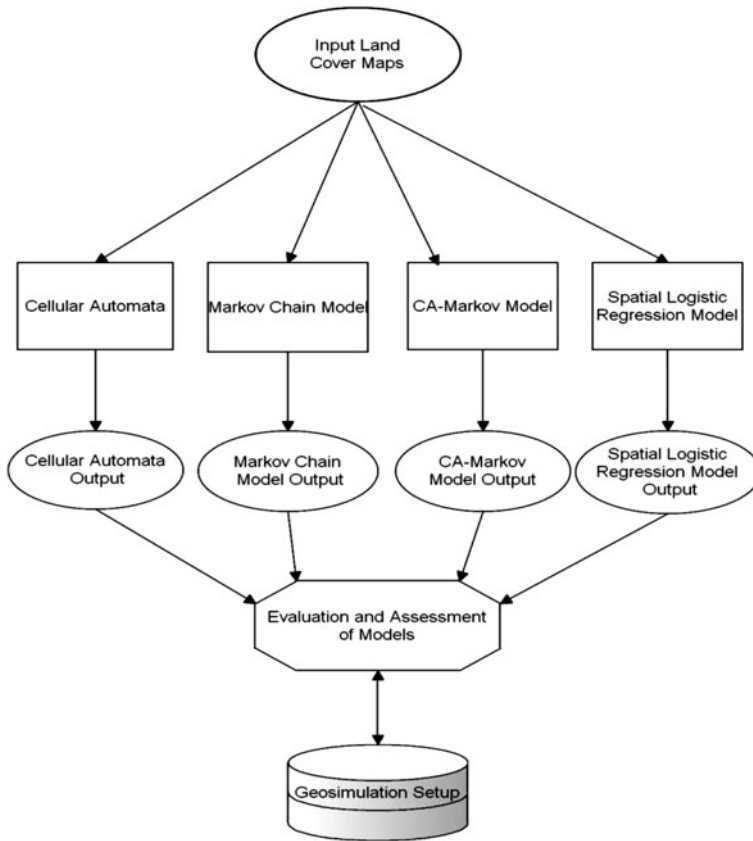 Input Land
Cover Maps
Cellular Automata
Markov Chain Model
CA-Markov Model
Spatial Logistic
Regression Model
Cellular Automata
Output
Markov Chain
Model Output
CA-Markov
Model Output
Spatial Logistic
Regression Model
Output
Evaluation and Assessment
of Models
Geosimulation Setup